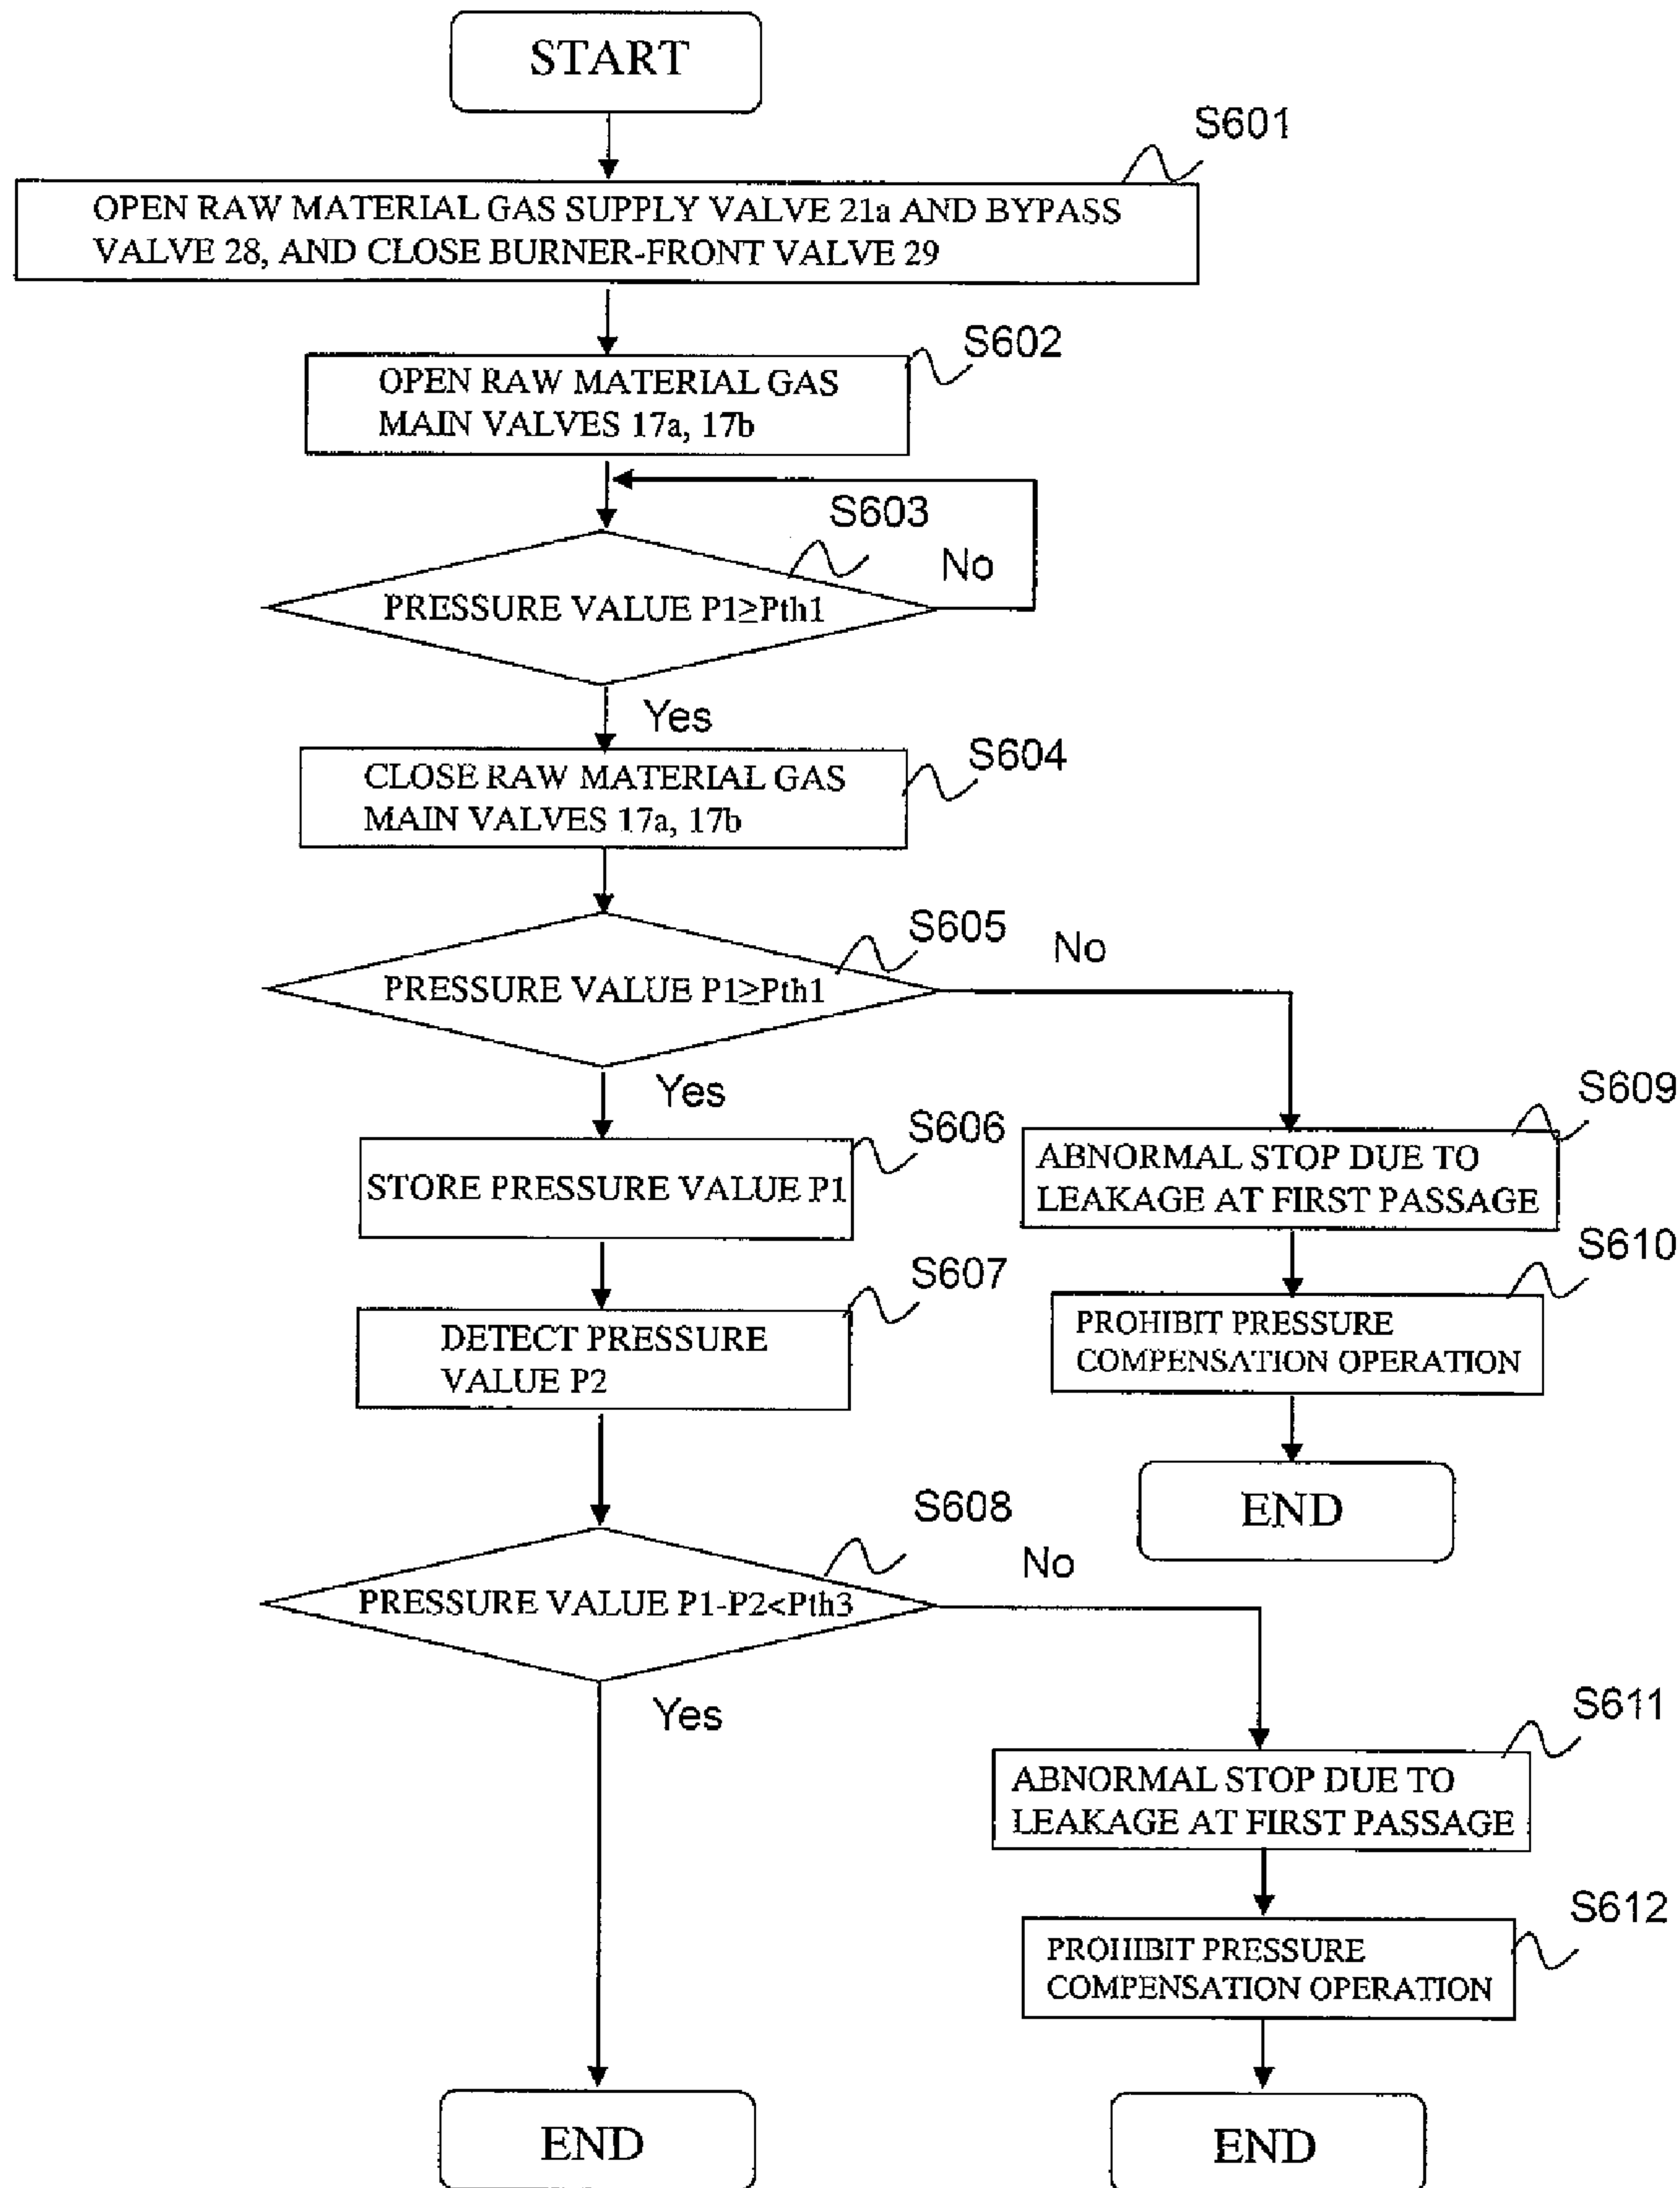 START
S601
OPEN RAW MATERIAL GAS SUPPLY VALVE 21a AND BYPASS
VALVE 28, AND CLOSE BURNER-FRONT VALVE 29
S602
OPEN RAW MATERIAL GAS
MAIN VALVES 17a, 17b
S603
No
PRESSURE VALUE P1≥Pth1
Yes
S604
CLOSE RAW MATERIAL GAS
MAIN VALVES 17a, 17b
S605
No
PRESSURE VALUE P1≥Pth1
Yes
S606
STORE PRESSURE VALUE P1
S609
ABNORMAL STOP DUE TO
LEAKAGE AT FIRST PASSAGE
S607
DETECT PRESSURE
VALUE P2
S610
PROHIBIT PRESSURE
COMPENSATION OPERATION
END
S608
No
PRESSURE VALUE P1-P2<Pth3
Yes
S611
ABNORMAL STOP DUE TO
LEAKAGE AT FIRST PASSAGE
S612
PROHIBIT PRESSURE
COMPENSATION OPERATION
END
END